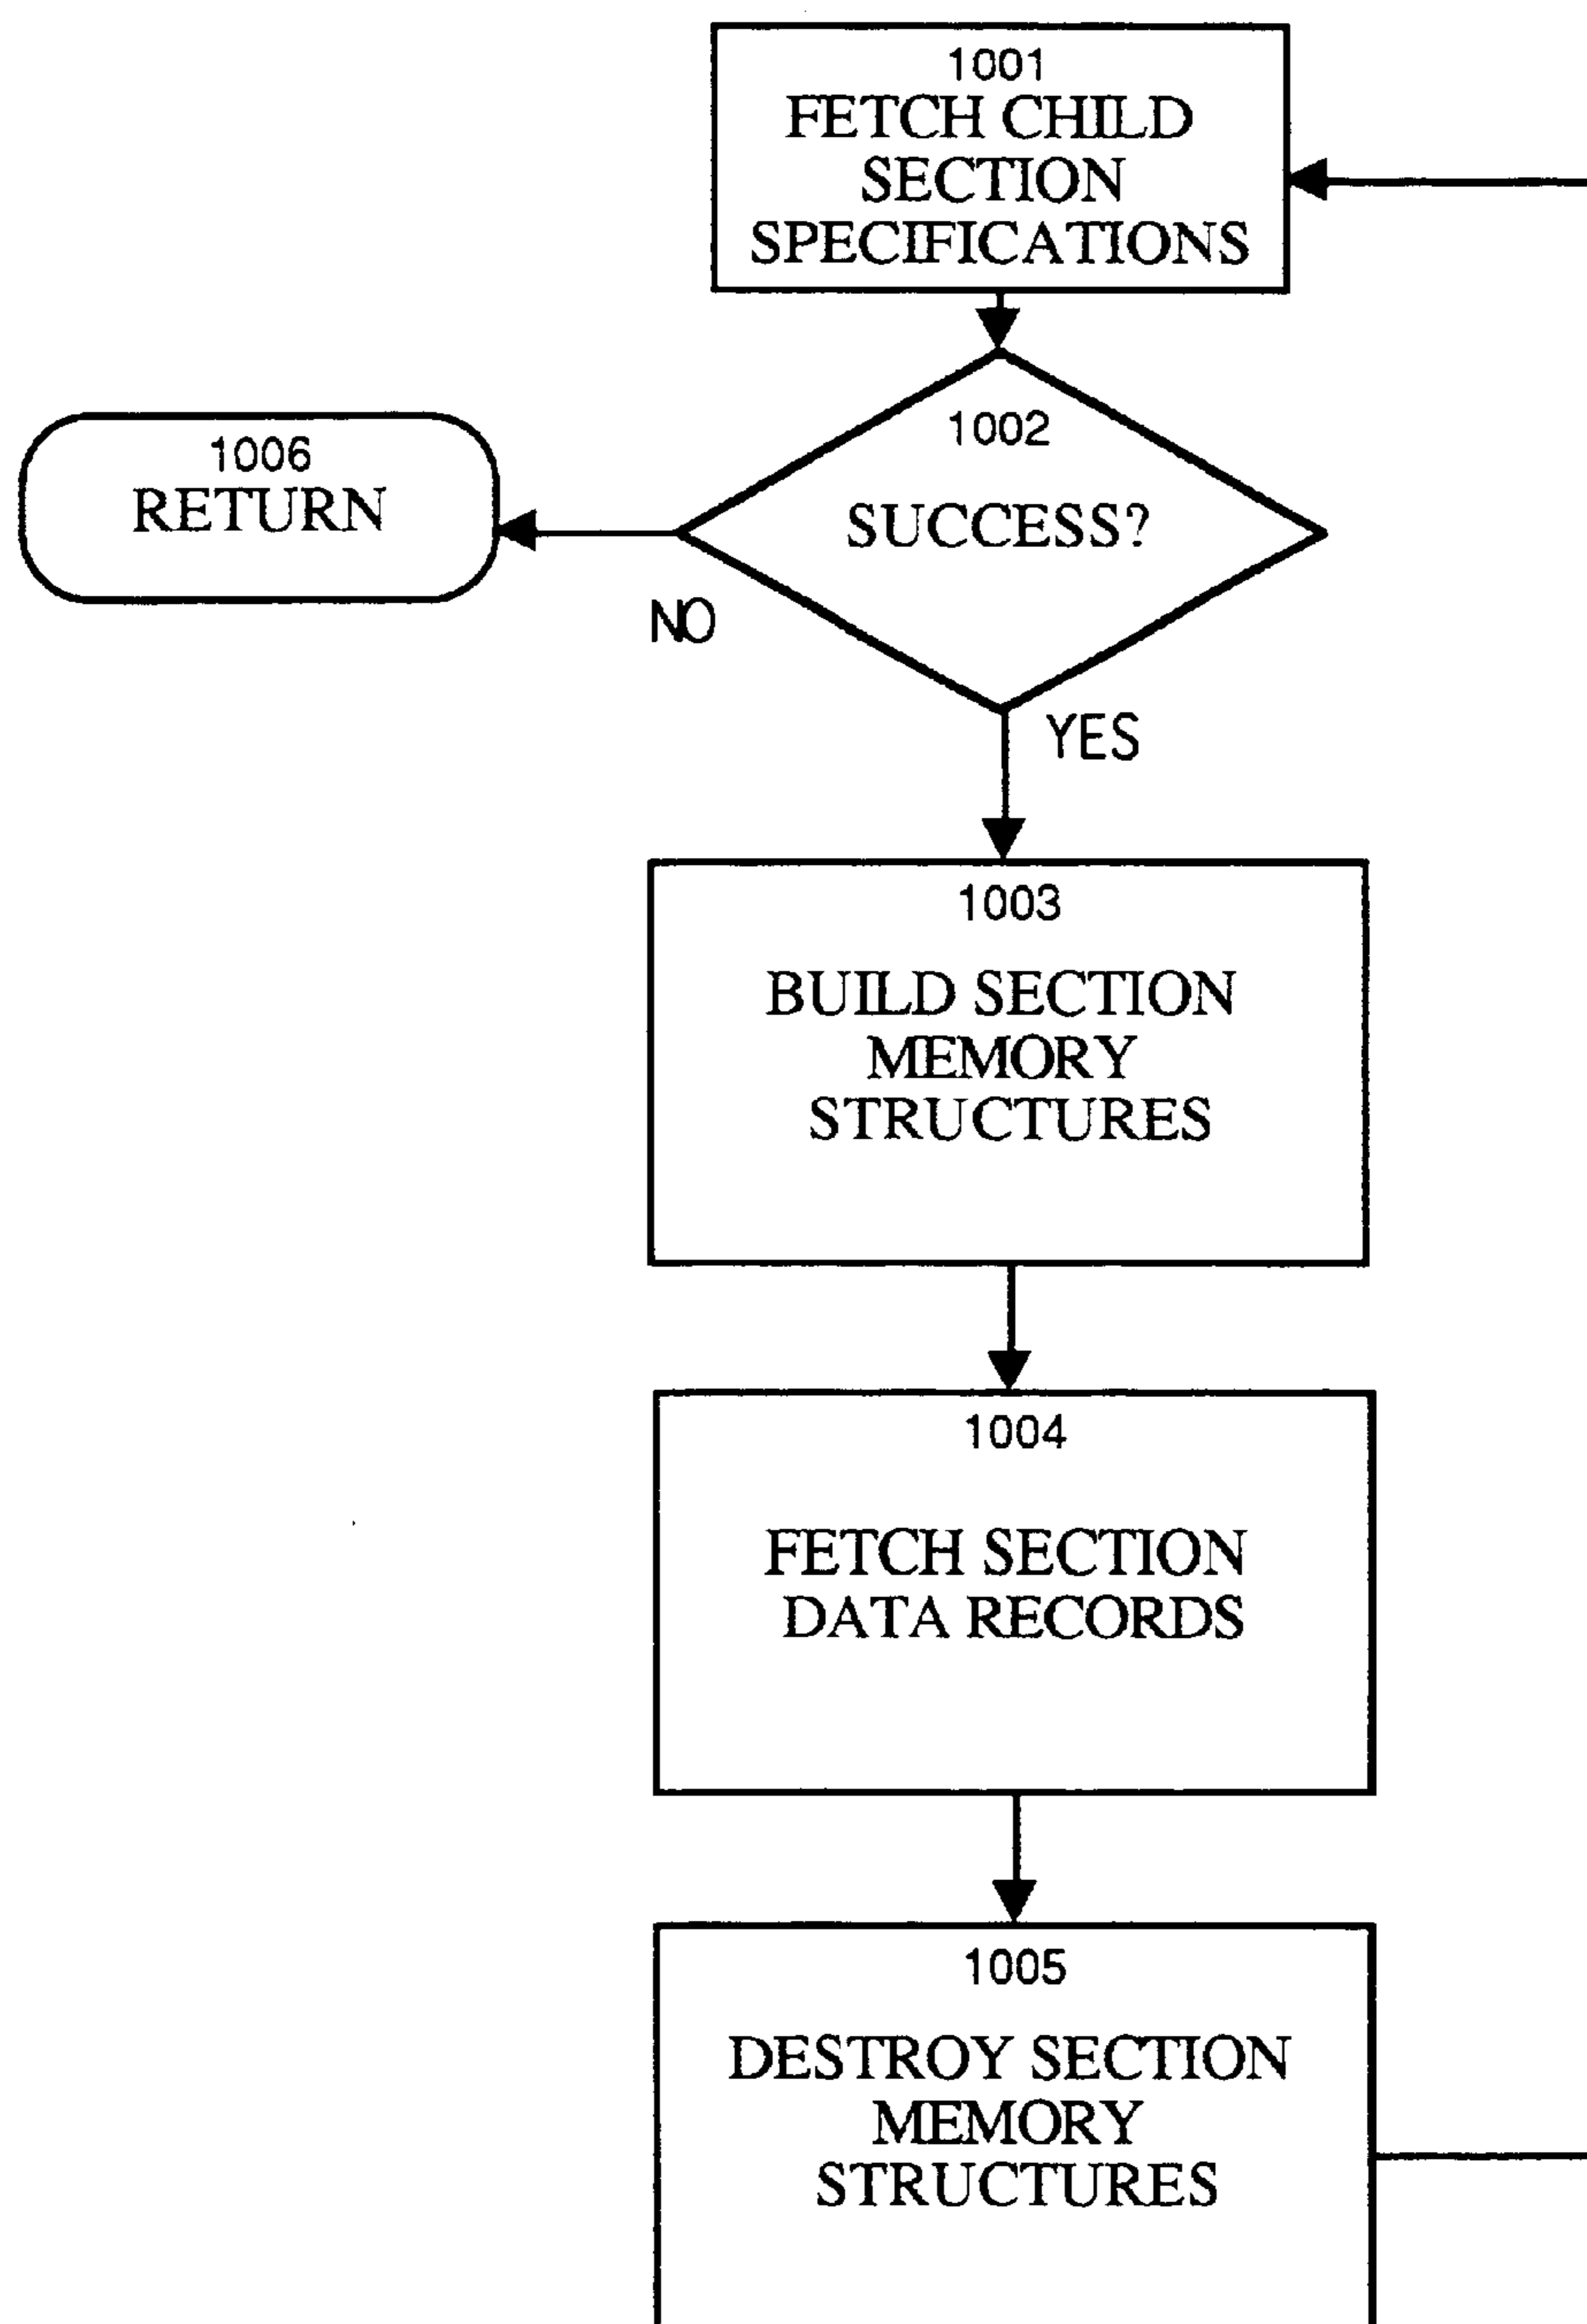 1001
FETCH CHILD
SECTION
SPECIFICATIONS
1002
SUCCESS?
1006
RETURN
NO
YES
1003
BUILD SECTION
MEMORY
STRUCTURES
1004
FETCH SECTION
DATA RECORDS
1005
DESTROY SECTION
MEMORY
STRUCTURES